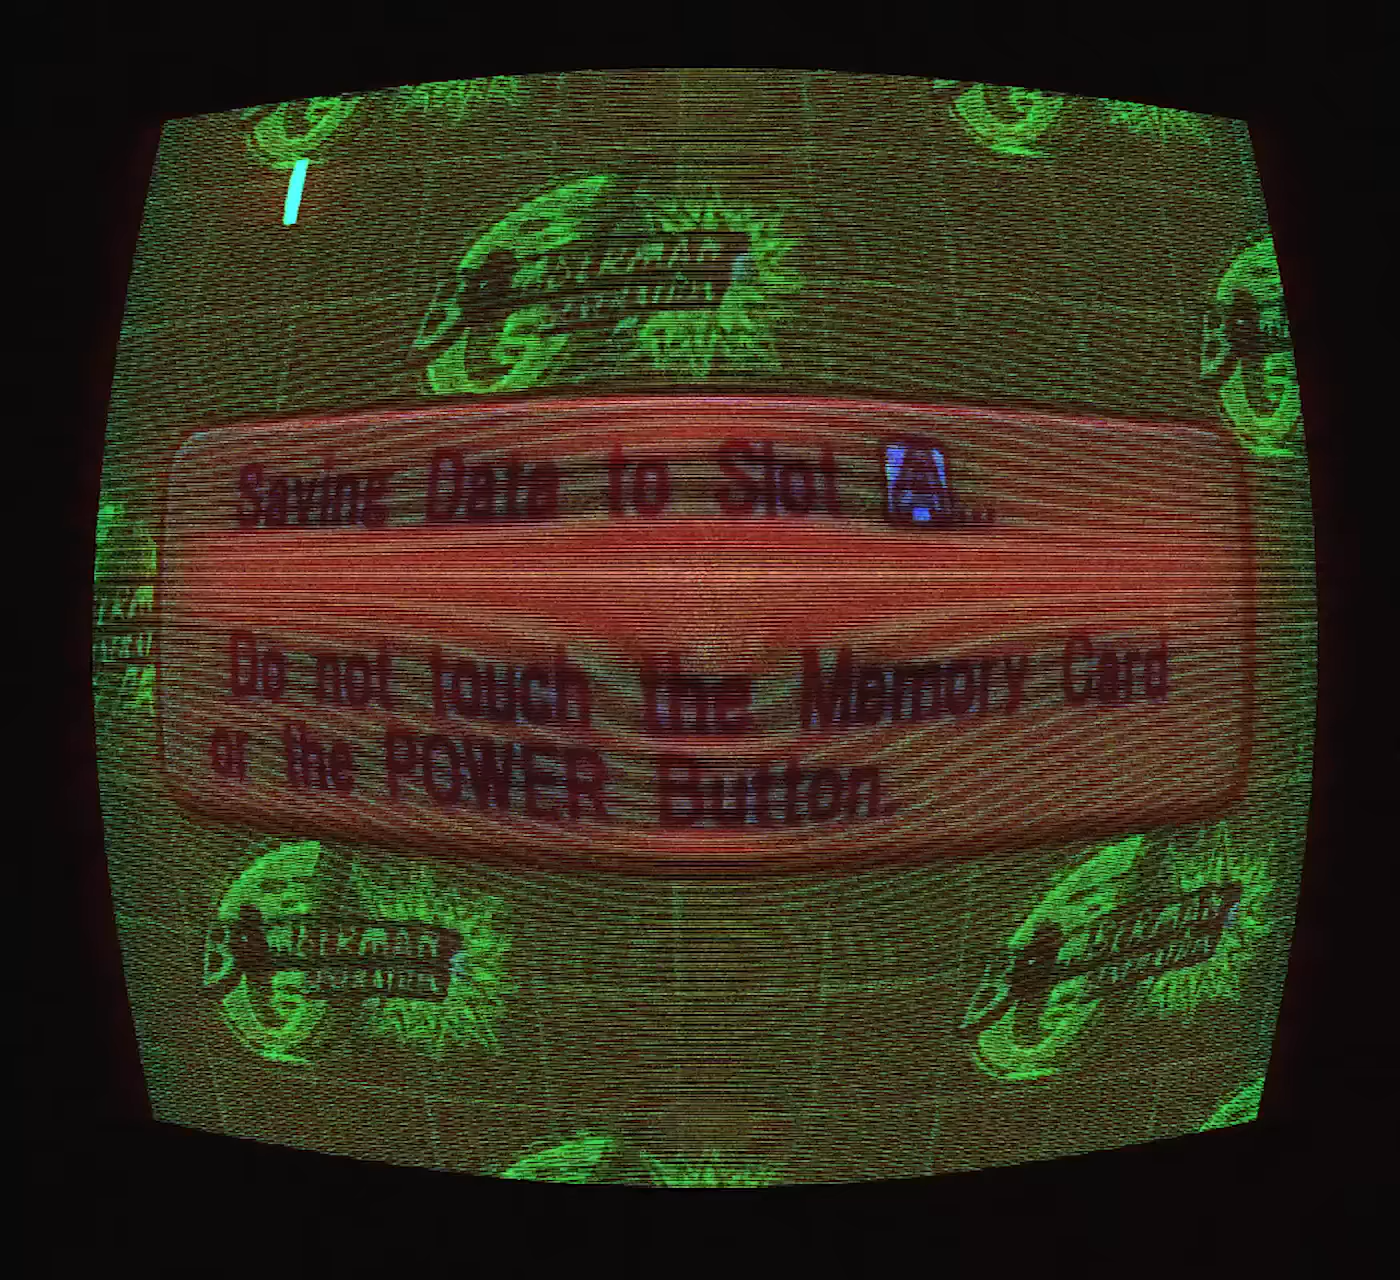 Saving Data to Slot A...
Do not touch the Memory Card
or the POWER Button.